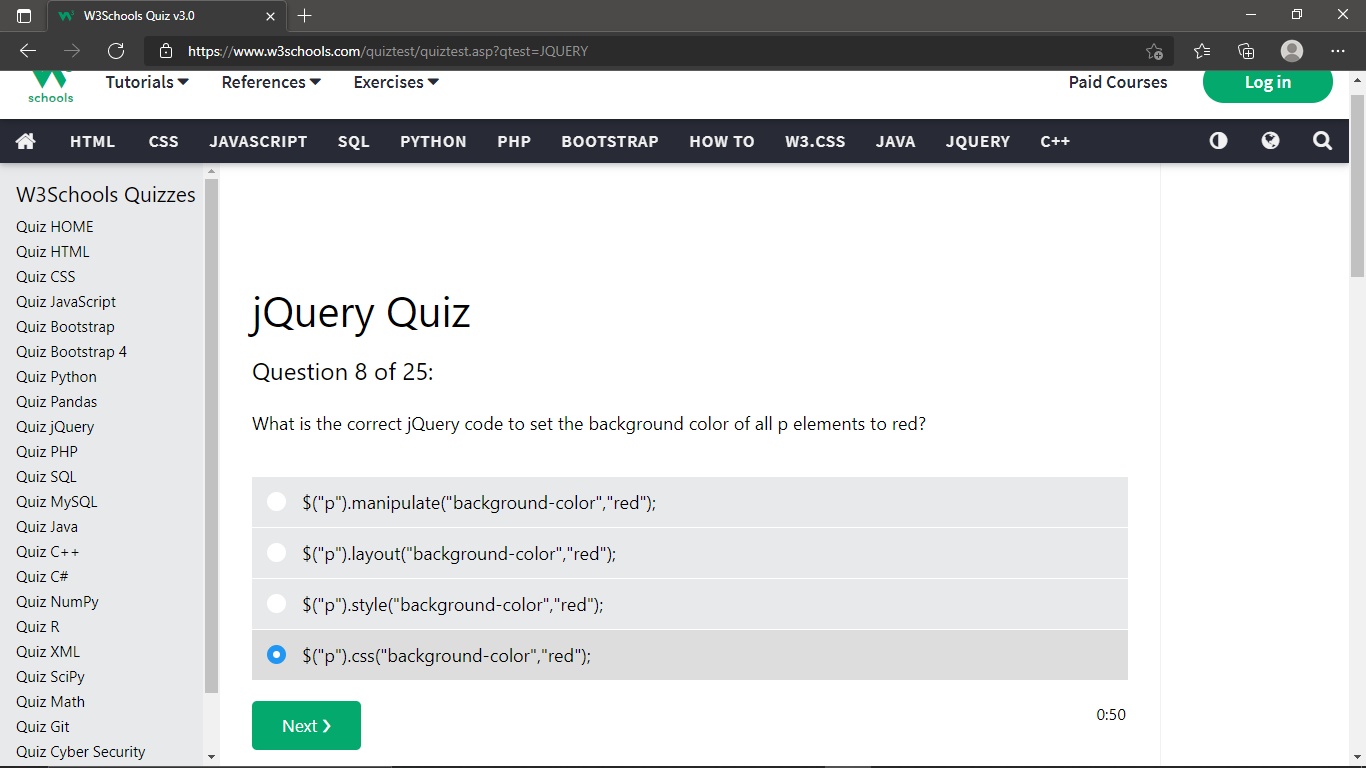 W3Schools Quiz v3.0
https://www.w3schools.com/quiztest/quiztest.asp?qtest=JQUERY
schools
Tutorials
References
Exercises
Paid Courses
Log in
HTML CSS JAVASCRIPT SQL PYTHON PHP BOOTSTRAP HOW TO W3.CSS JAVA JQUERY C++
W3Schools Quizzes
Quiz HOME
Quiz HTML
Quiz CSS
Quiz JavaScript
Quiz Bootstrap
Quiz Bootstrap 4
Quiz Python
Quiz Pandas
Quiz jQuery
Quiz PHP
Quiz SQL
Quiz MySQL
Quiz Java
Quiz C++
Quiz C#
Quiz NumPy
Quiz R
Quiz XML
Quiz SciPy
Quiz Math
Quiz Git
Quiz Cyber Security
jQuery Quiz
Question 8 of 25:
What is the correct jQuery code to set the background color of all p elements to red?
$("p").manipulate("background-color","red");
$("p").layout("background-color","red");
$("p").style("background-color","red");
$("p").css("background-color","red");
Next ❯
0:50